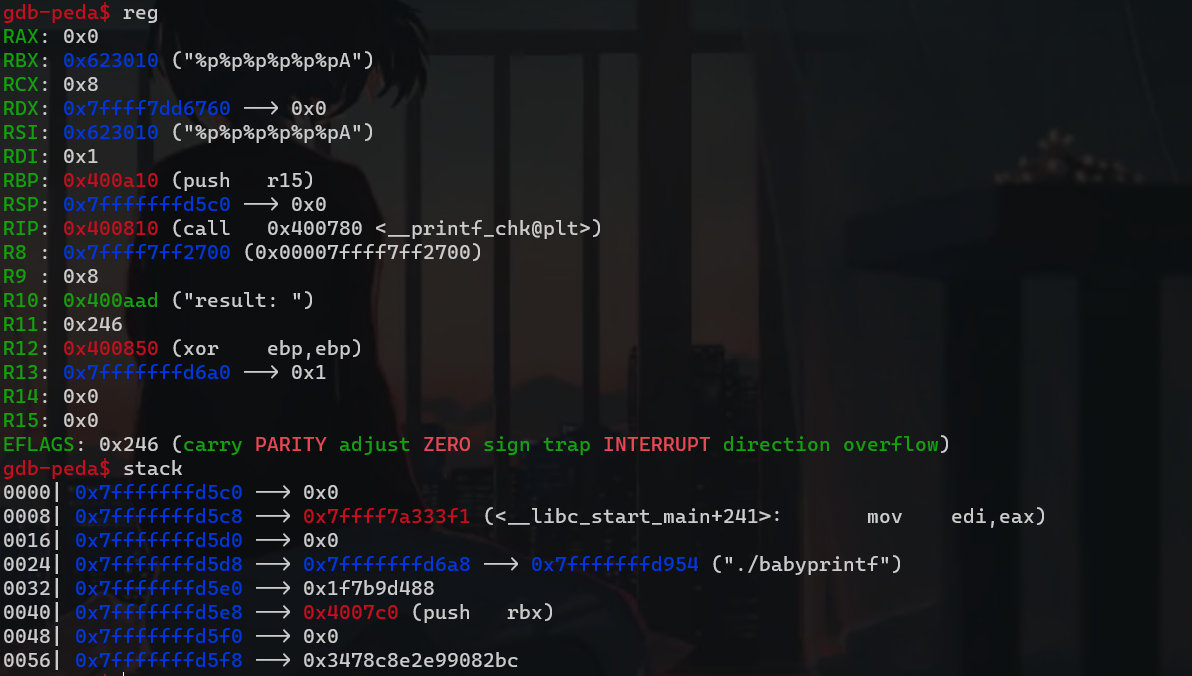 gdb-peda$ reg
RAX: 0x0
RBX: 0x623010 ("%p%p%p%p%p%pA")
RCX: 0x8
RDX: 0x7ffff7dd6760 —> 0x0
RSI: 0x623010 ("%p%p%p%p%p%pA")
RDI: 0x1
RBP: 0x400a10 (push   r15)
RSP: 0x7fffffffd5c0 —> 0x0
RIP: 0x400810 (call   0x400780 <__printf_chk@plt>)
R8 : 0x7ffff7ff2700 (0x00007ffff7ff2700)
R9 : 0x8
R10: 0x400aad ("result: ")
R11: 0x246
R12: 0x400850 (xor    ebp,ebp)
R13: 0x7fffffffd6a0 —> 0x1
R14: 0x0
R15: 0x0
EFLAGS: 0x246 (carry PARITY adjust ZERO sign trap INTERRUPT direction overflow)
gdb-peda$ stack
0000| 0x7fffffffd5c0 —> 0x0
0008| 0x7fffffffd5c8 —> 0x7ffff7a333f1 (<__libc_start_main+241>:       mov    edi,eax)
0016| 0x7fffffffd5d0 —> 0x0
0024| 0x7fffffffd5d8 —> 0x7fffffffd6a8 —> 0x7fffffffd954 ("./babyprintf")
0032| 0x7fffffffd5e0 —> 0x1f7b9d488
0040| 0x7fffffffd5e8 —> 0x4007c0 (push   rbx)
0048| 0x7fffffffd5f0 —> 0x0
0056| 0x7fffffffd5f8 —> 0x3478c8e2e99082bc